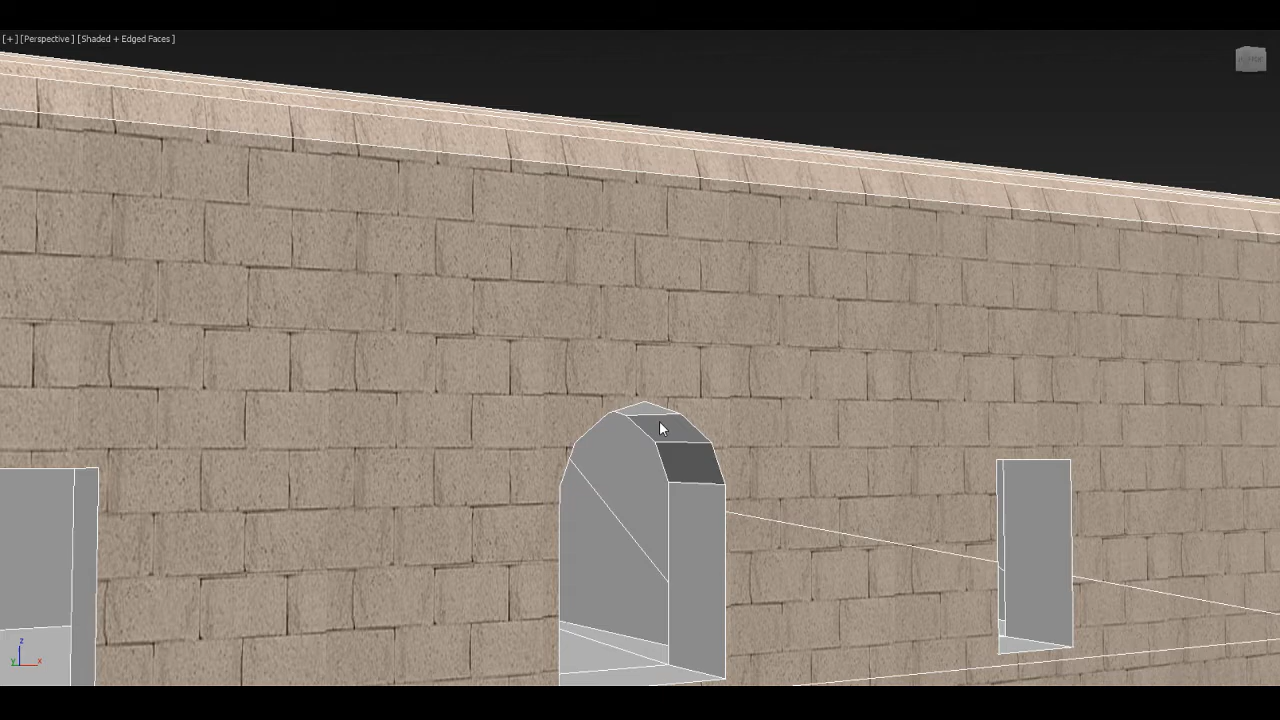 [+] [Perspective] [Shaded + Edged Faces]
z
y
x